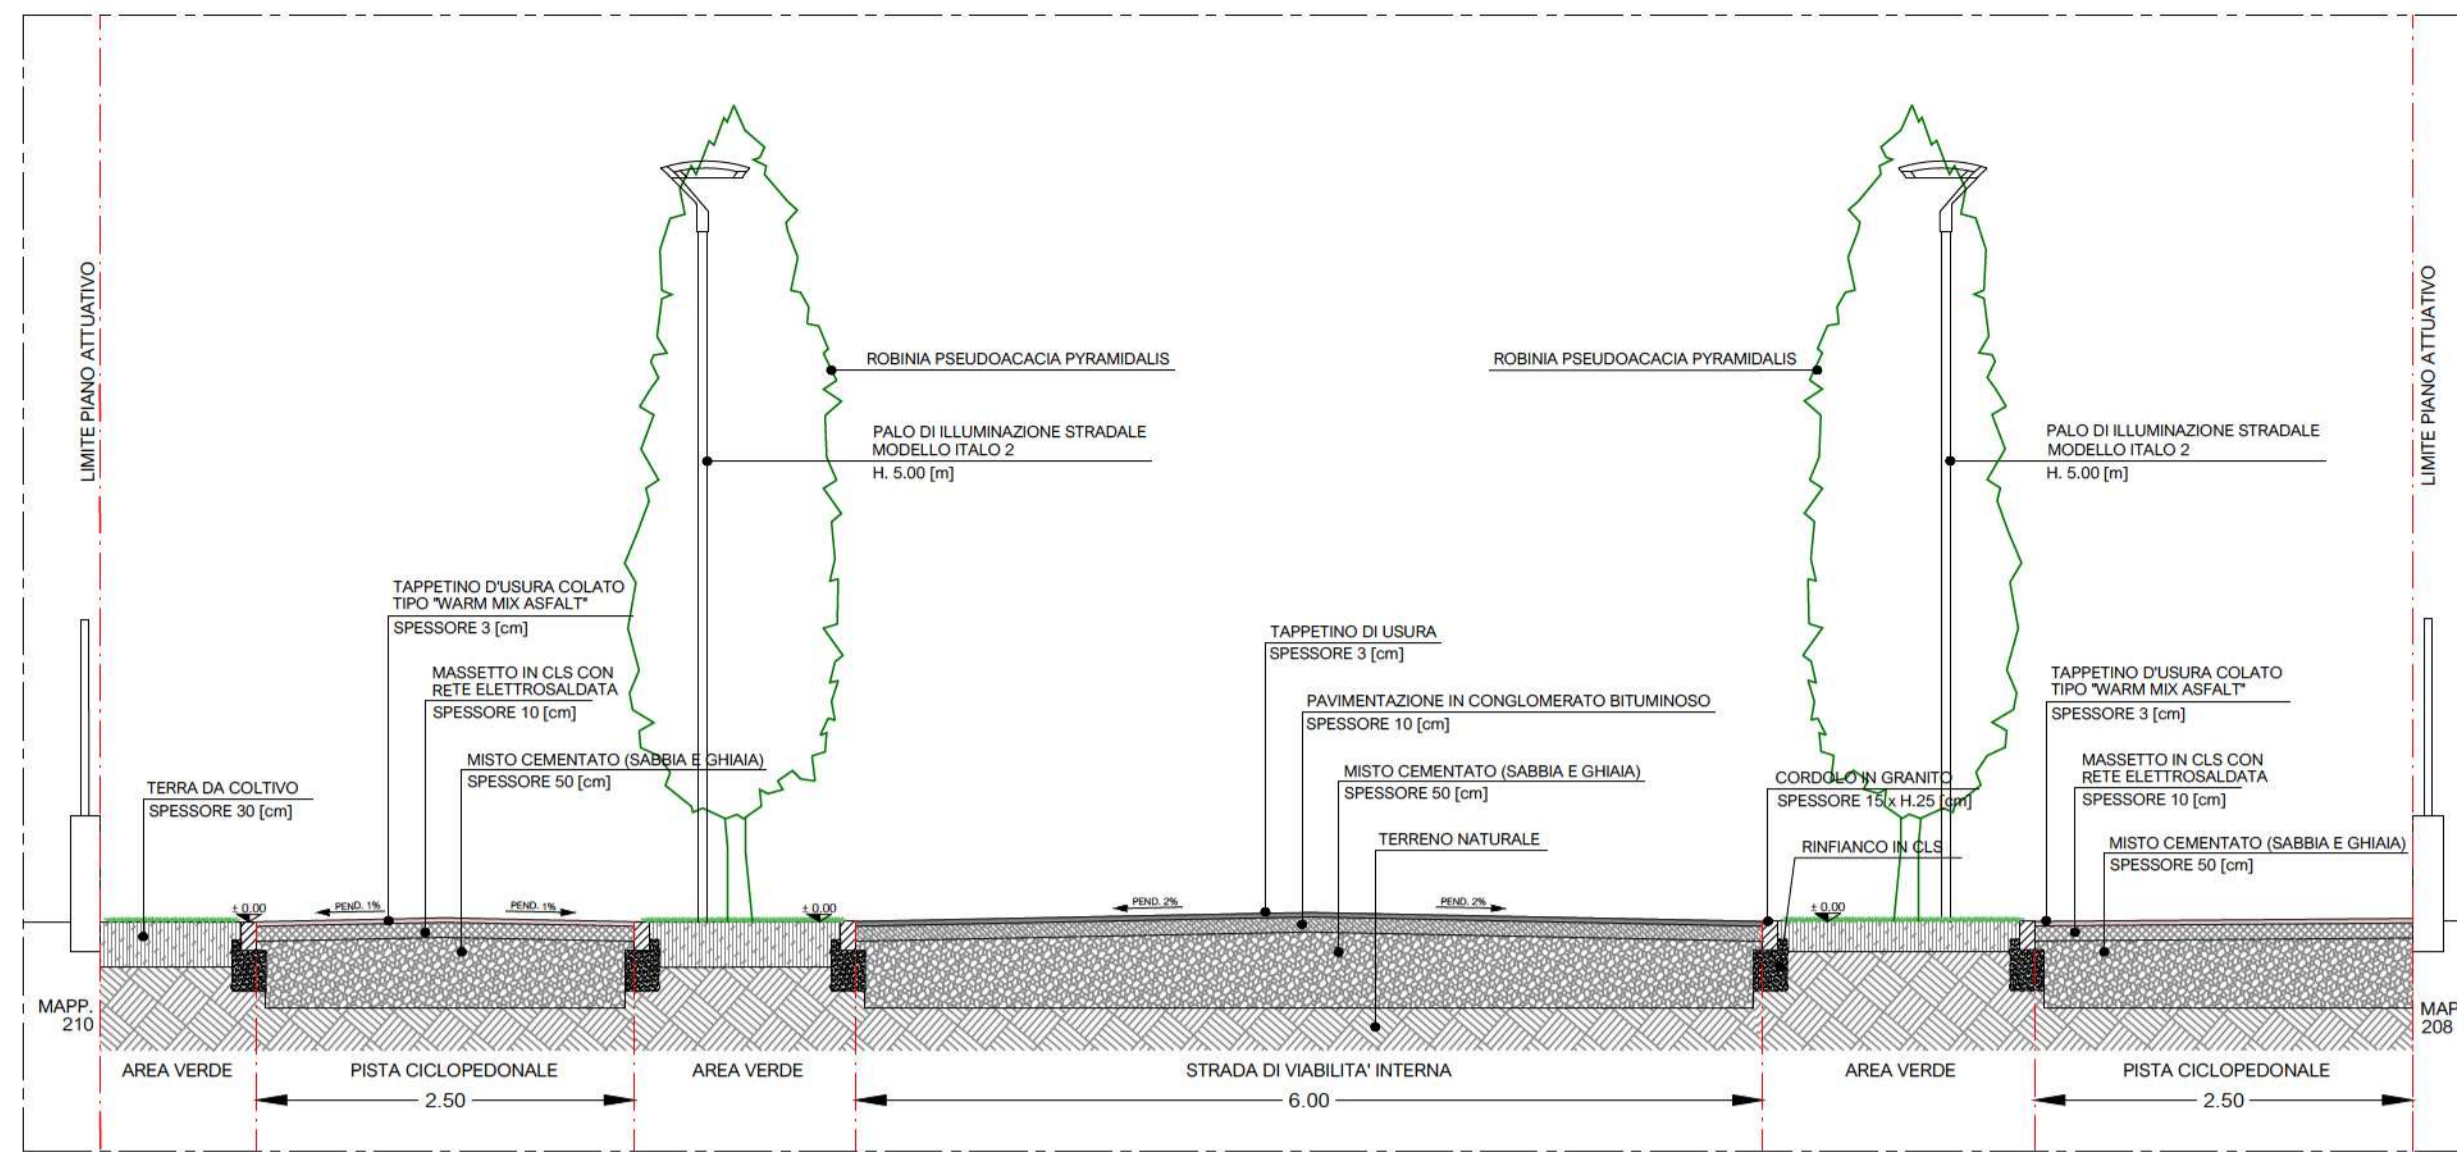 LIMITE PIANO ATTUATIVO
LIMITE PIANO ATTUATIVO
ROBINIA PSEUDOACACIA PYRAMIDALIS
ROBINIA PSEUDOACACIA PYRAMIDALIS
PALO DI ILLUMINAZIONE STRADALE
MODELLO ITALO 2
H. 5.00 [m]
PALO DI ILLUMINAZIONE STRADALE
MODELLO ITALO 2
H. 5.00 [m]
TAPPETINO D'USURA COLATO
TIPO "WARM MIX ASFALT"
SPESSORE 3 [cm]
MASSETTO IN CLS CON
RETE ELETTROSALDATA
SPESSORE 10 [cm]
MISTO CEMENTATO (SABBIA E GHIAIA)
SPESSORE 50 [cm]
TERRA DA COLTIVO
SPESSORE 30 [cm]
TAPPETINO DI USURA
SPESSORE 3 [cm]
PAVIMENTAZIONE IN CONGLOMERATO BITUMINOSO
SPESSORE 10 [cm]
MISTO CEMENTATO (SABBIA E GHIAIA)
SPESSORE 50 [cm]
TERRENO NATURALE
CORDOLO IN GRANITO
SPESSORE 15 x H.25 [cm]
RINFIANCO IN CLS
TAPPETINO D'USURA COLATO
TIPO "WARM MIX ASFALT"
SPESSORE 3 [cm]
MASSETTO IN CLS CON
RETE ELETTROSALDATA
SPESSORE 10 [cm]
MISTO CEMENTATO (SABBIA E GHIAIA)
SPESSORE 50 [cm]
± 0.00
PEND. 1%
PEND. 1%
± 0.00
PEND. 2%
PEND. 2%
± 0.00
MAPP.
210
MAP
208
AREA VERDE
PISTA CICLOPEDONALE
AREA VERDE
STRADA DI VIABILITA' INTERNA
AREA VERDE
PISTA CICLOPEDONALE
2.50
6.00
2.50